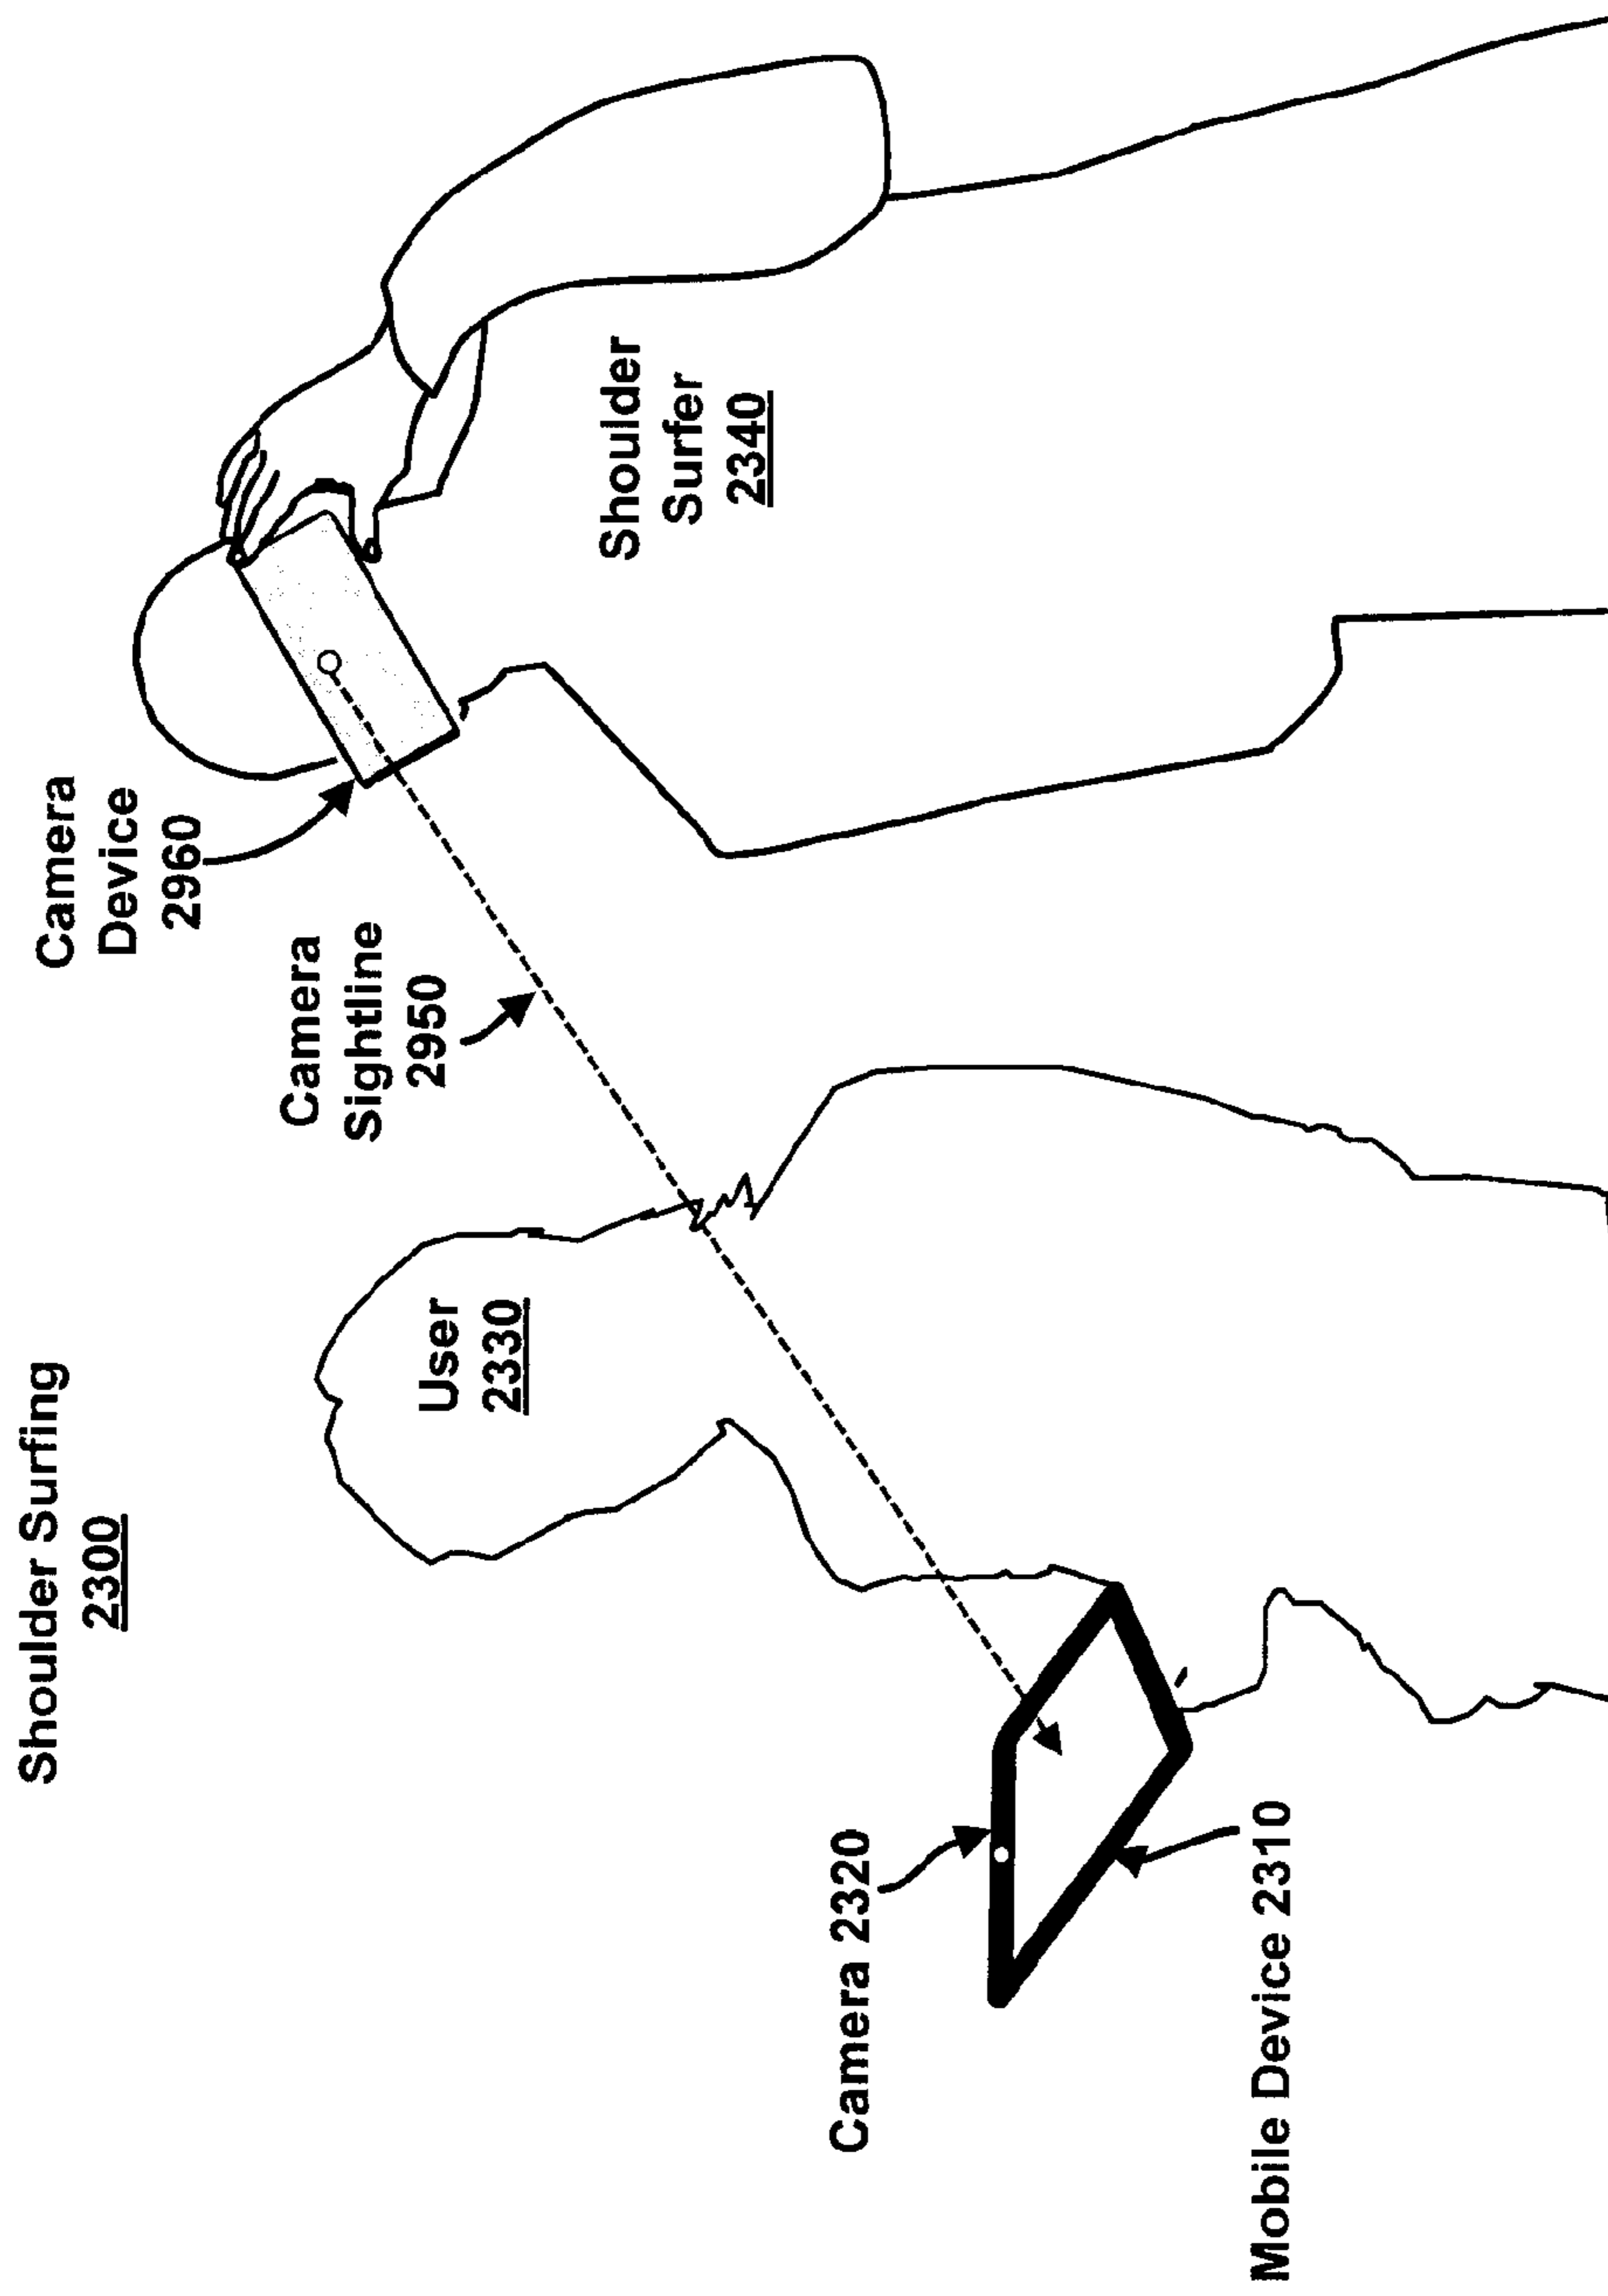 Shoulder Surfing
2300
Camera
Device
2960
Camera
Sightline
2950
User
2330
Shoulder
Surfer
2340
Camera 2320
Mobile Device 2310